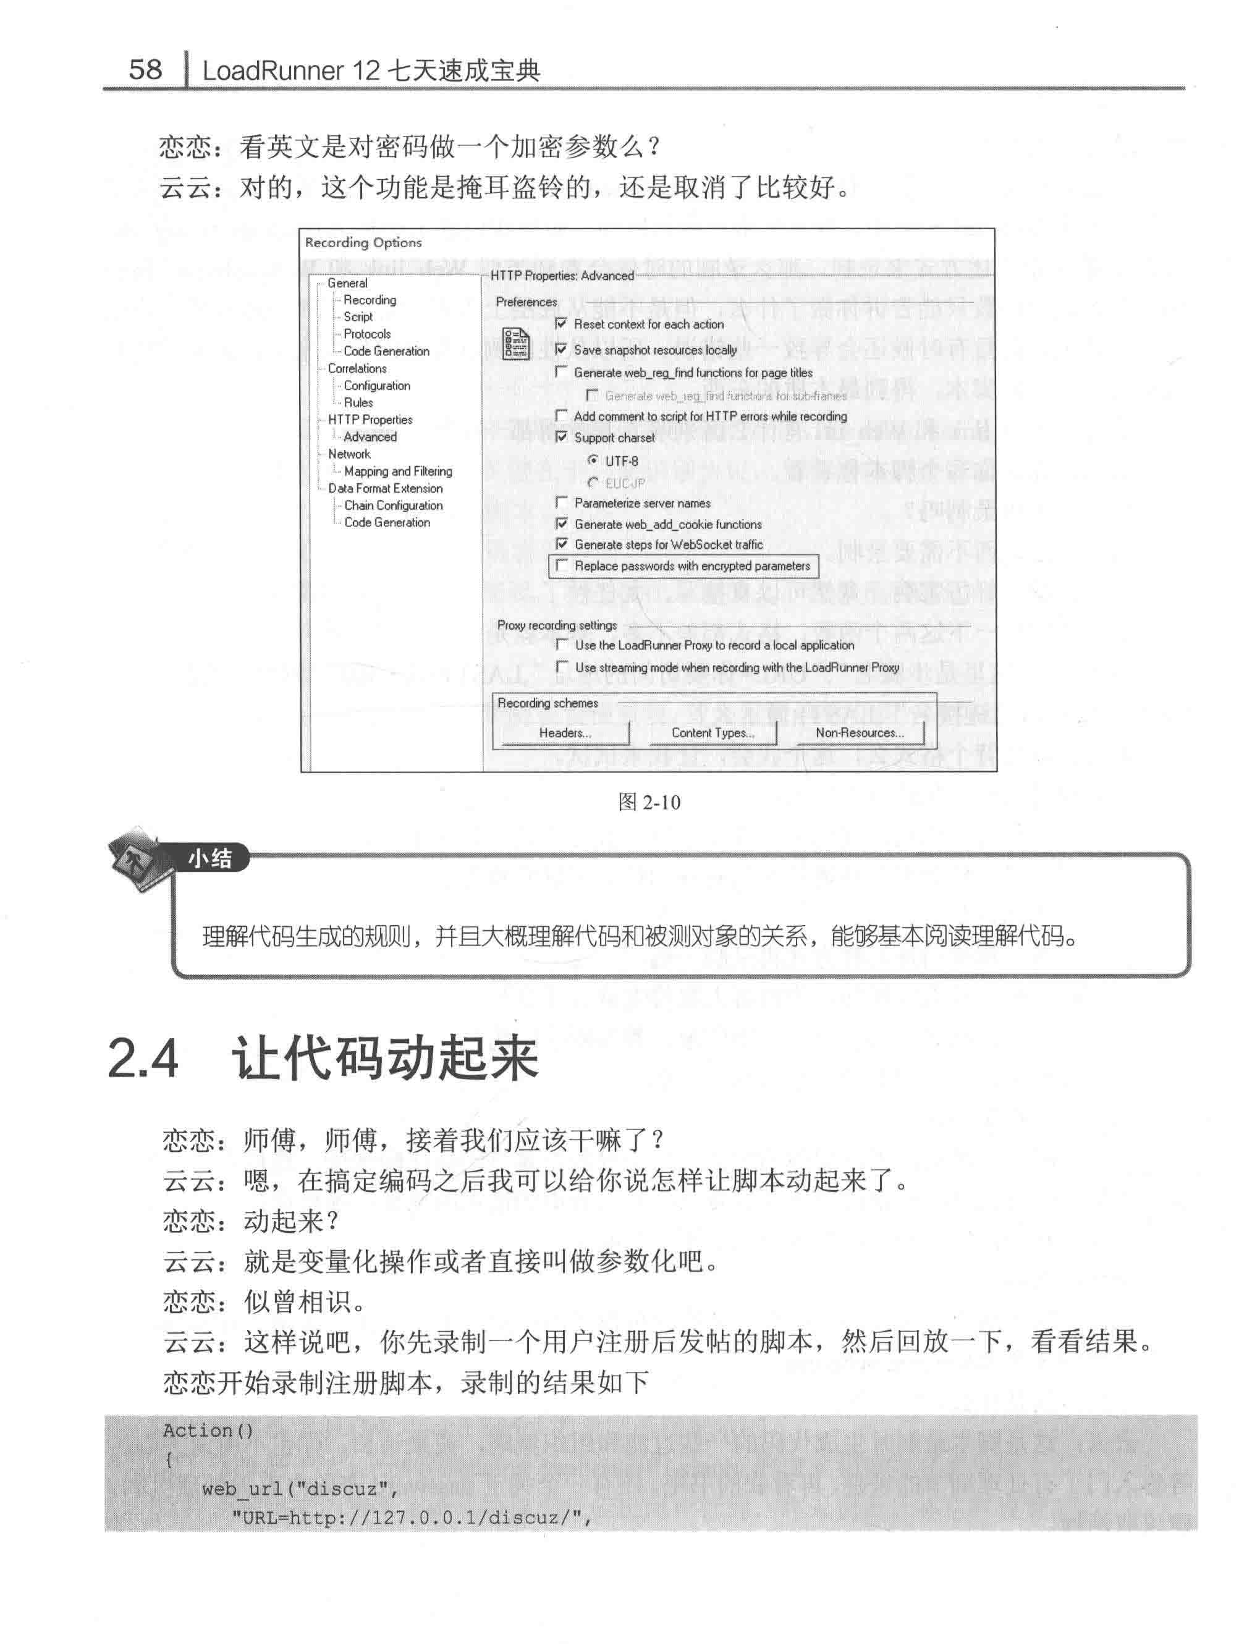 58 LoadRunner 12 七天速成宝典
恋恋：看英文是对密码做一个加密参数么？
云云：对的，这个功能是掩耳盗铃的，还是取消了比较好。
Recording Options
General
Recording
Script
Protocols
Code Generation
Correlations
Configuration
Rules
HTTP Properties
Advanced
Network
Mapping and Filtering
Data Format Extension
Chain Configuration
Code Generation
HTTP Properties: Advanced
Preferences
Reset context for each action
Save snapshot resources locally
Generate web_reg_find functions for page titles
Generate web_reg_find functions for sub-frames
Add comment to script for HTTP errors while recording
Support charset
UTF-8
EUC-JP
Parameterize server names
Generate web_add_cookie functions
Generate steps for WebSocket traffic
Replace passwords with encrypted parameters
Proxy recording settings
Use the LoadRunner Proxy to record a local application
Use streaming mode when recording with the LoadRunner Proxy
Recording schemes
Headers... Content Types... Non-Resources...
图 2-10
小结
理解代码生成的规则，并且大概理解代码和被测对象的关系，能够基本阅读理解代码。
2.4 让代码动起来
恋恋：师傅，师傅，接着我们应该干嘛了？
云云：嗯，在搞定编码之后我可以给你说怎样让脚本动起来了。
恋恋：动起来？
云云：就是变量化操作或者直接叫做参数化吧。
恋恋：似曾相识。
云云：这样说吧，你先录制一个用户注册后发帖的脚本，然后回放一下，看看结果。
恋恋开始录制注册脚本，录制的结果如下
Action()
{
web_url("discuz",
"URL=http://127.0.0.1/discuz/",